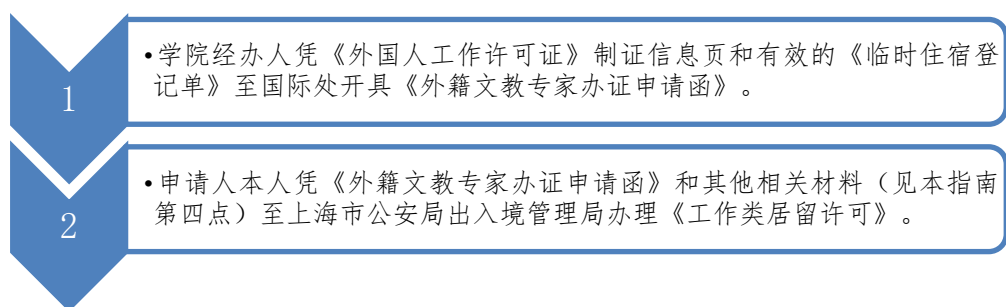 1
•学院经办人凭《外国人工作许可证》制证信息页和有效的《临时住宿登
记单》至国际处开具《外籍文教专家办证申请函》。
2
•申请人本人凭《外籍文教专家办证申请函》和其他相关材料（见本指南
第四点）至上海市公安局出入境管理局办理《工作类居留许可》。